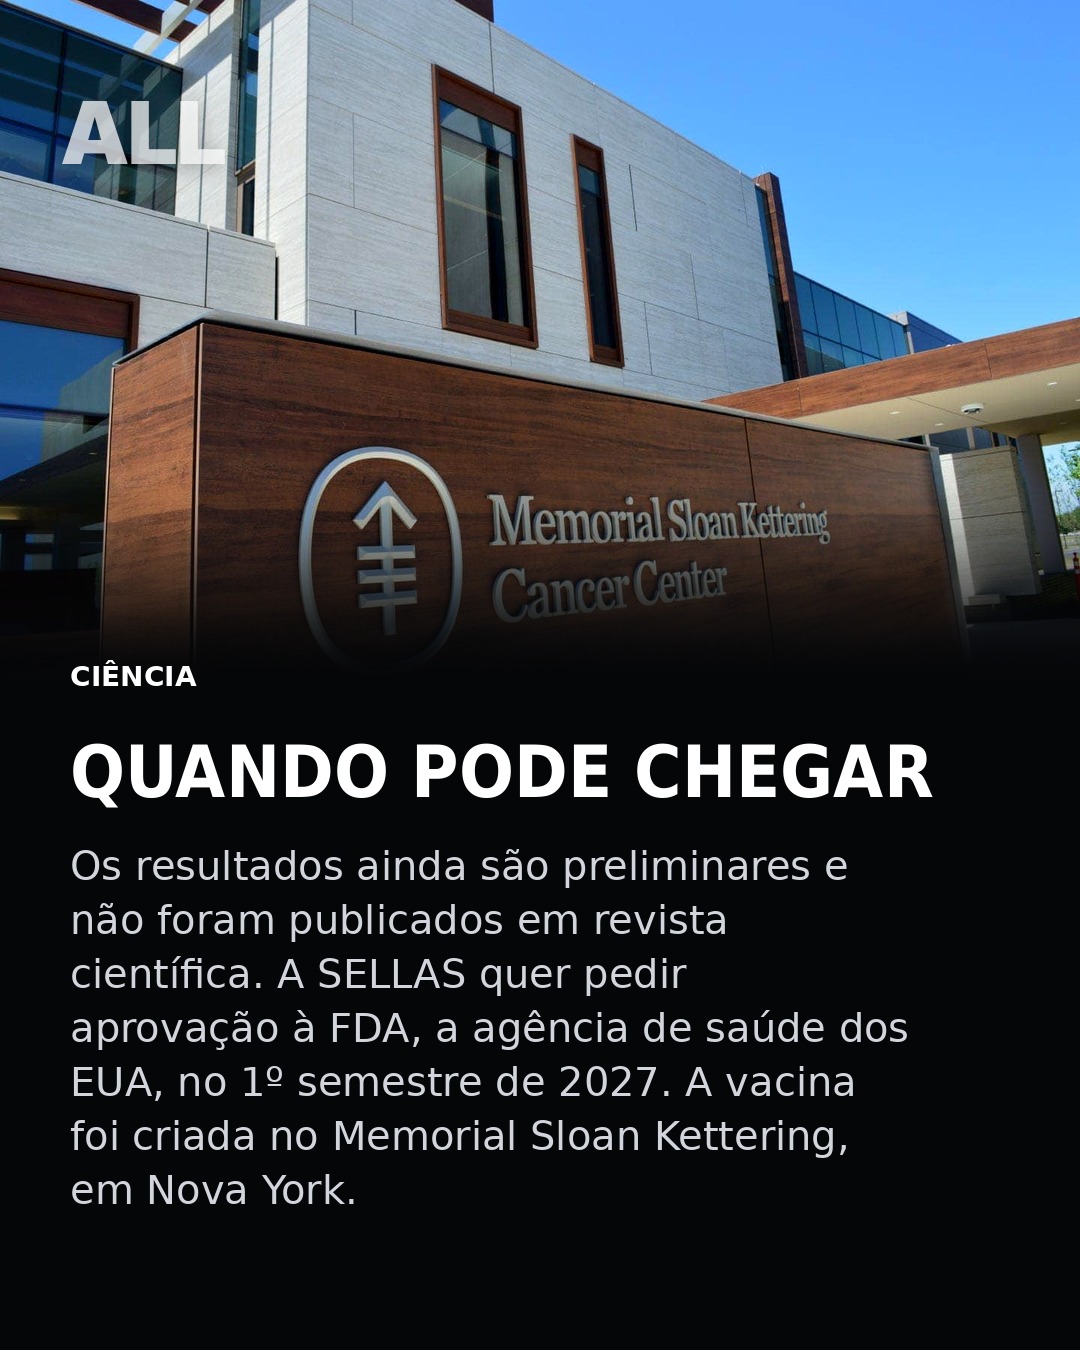 ALL
Memorial Sloan Kettering
Cancer Center
CIÊNCIA
QUANDO PODE CHEGAR
Os resultados ainda são preliminares e
não foram publicados em revista
científica. A SELLAS quer pedir
aprovação à FDA, a agência de saúde dos
EUA, no 1º semestre de 2027. A vacina
foi criada no Memorial Sloan Kettering,
em Nova York.